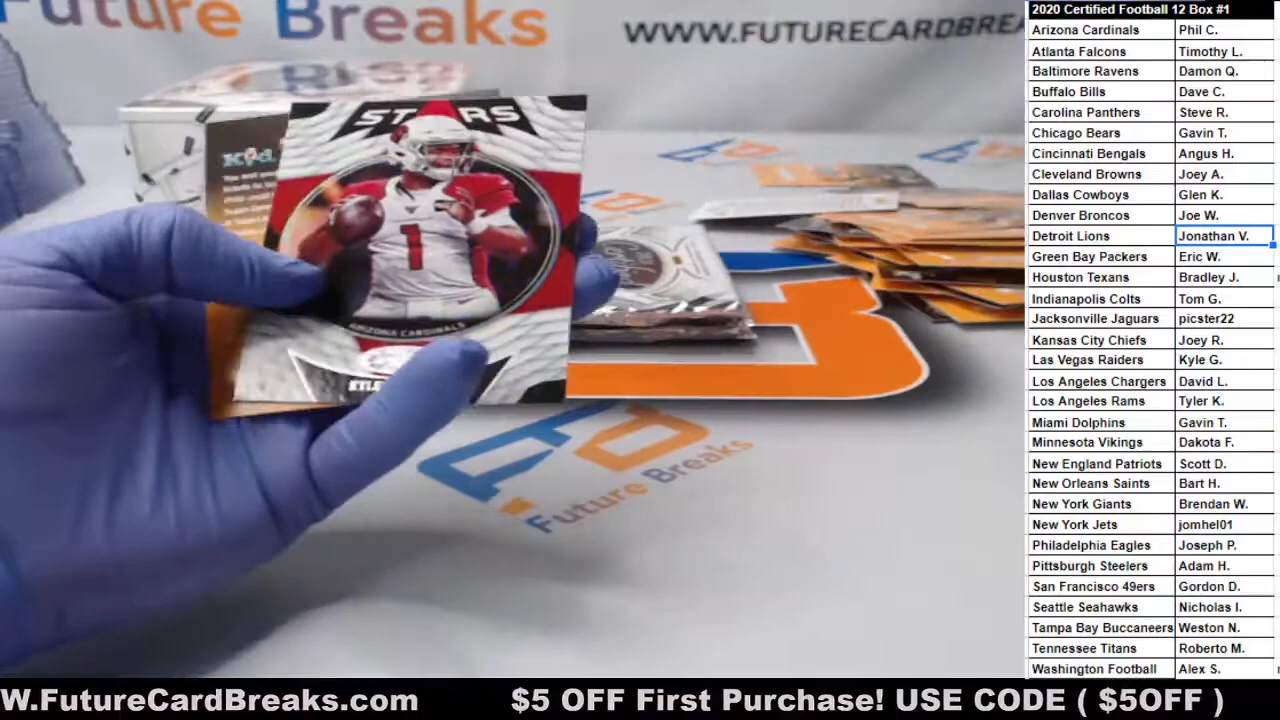 Future Breaks
WWW.FUTURECARDBREA
STARS
1
ARIZONA CARDINALS
KYLE
Future Breaks
2020 Certified Football 12 Box #1
Arizona Cardinals Phil C.
Atlanta Falcons Timothy L.
Baltimore Ravens Damon Q.
Buffalo Bills Dave C.
Carolina Panthers Steve R.
Chicago Bears Gavin T.
Cincinnati Bengals Angus H.
Cleveland Browns Joey A.
Dallas Cowboys Glen K.
Denver Broncos Joe W.
Detroit Lions Jonathan V.
Green Bay Packers Eric W.
Houston Texans Bradley J.
Indianapolis Colts Tom G.
Jacksonville Jaguars picster22
Kansas City Chiefs Joey R.
Las Vegas Raiders Kyle G.
Los Angeles Chargers David L.
Los Angeles Rams Tyler K.
Miami Dolphins Gavin T.
Minnesota Vikings Dakota F.
New England Patriots Scott D.
New Orleans Saints Bart H.
New York Giants Brendan W.
New York Jets jomhel01
Philadelphia Eagles Joseph P.
Pittsburgh Steelers Adam H.
San Francisco 49ers Gordon D.
Seattle Seahawks Nicholas I.
Tampa Bay Buccaneers Weston N.
Tennessee Titans Roberto M.
Washington Football Alex S.
W.FutureCardBreaks.com $5 OFF First Purchase! USE CODE ( $5OFF )